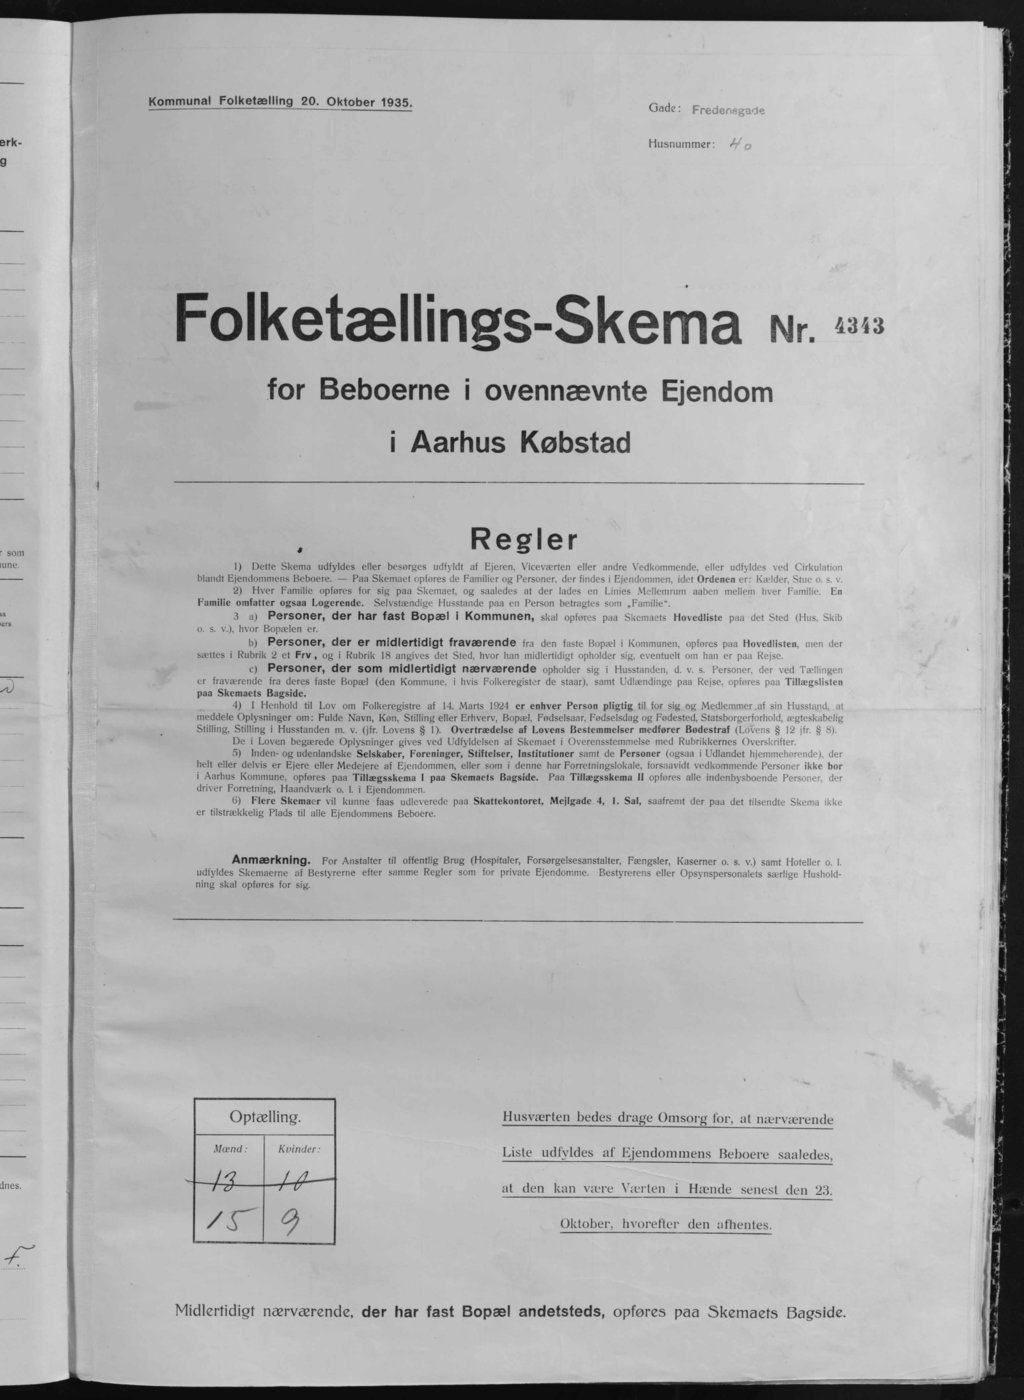 Kommunal Folketælling 20. Oktober 1935.
Gade: Fredensgade
Husnummer: 40
Folketællings-Skema Nr. 4343
for Beboerne i ovennævnte Ejendom
i Aarhus Købstad
Regler
1) Dette Skema udfyldes eller besørges udfyldt af Ejeren, Viceværten eller andre Vedkommende, eller udfyldes ved Cirkulation
blandt Ejendommens Beboere. — Paa Skemaet opføres de Familier og Personer, der findes i Ejendommen, idet Ordenen er: Kælder, Stue o. s. v.
2) Hver Familie opføres for sig paa Skemaet, og saaledes at der lades en Linies Mellemrum aaben mellem hver Familie. En
Familie omfatter ogsaa Logerende. Selvstændige Husstande paa en Person betragtes som „Familie“.
3 a) Personer, der har fast Bopæl i Kommunen, skal opføres paa Skemaets Hovedliste paa det Sted (Hus, Skib
o. s. v.), hvor Bopælen er.
b) Personer, der er midlertidigt fraværende fra den faste Bopæl i Kommunen, opføres paa Hovedlisten, men der
sættes i Rubrik 2 et Frv., og i Rubrik 18 angives det Sted, hvor han midlertidigt opholder sig, eventuelt om han er paa Rejse.
c) Personer, der som midlertidigt nærværende opholder sig i Husstanden, d. v. s. Personer, der ved Tællingen
er fraværende fra deres faste Bopæl (den Kommune, i hvis Folkeregister de staar), samt Udlændinge paa Rejse, opføres paa Tillægslisten
paa Skemaets Bagside.
4) I Henhold til Lov om Folkeregistre af 14. Marts 1924 er enhver Person pligtig til for sig og Medlemmer af sin Husstand, at
meddele Oplysninger om: Fulde Navn, Køn, Stilling eller Erhverv, Bopæl, Fødselsaar, Fødselsdag og Fødested, Statsborgerforhold, ægteskabelig
Stilling, Stilling i Husstanden m. v. (jfr. Lovens § 1). Overtrædelse af Lovens Bestemmelser medfører Bødestraf (Lovens § 12 jfr. § 8).
De i Loven begærede Oplysninger gives ved Udfyldelsen af Skemaet i Overensstemmelse med Rubrikkernes Overskrifter.
5) Inden- og udenlandske Selskaber, Foreninger, Stiftelser, Institutioner samt de Personer (ogsaa i Udlandet hjemmehørende), der
helt eller delvis er Ejere eller Medejere af Ejendommen, eller som i denne har Forretningslokale, forsaavidt vedkommende Personer ikke bor
i Aarhus Kommune, opføres paa Tillægsskema I paa Skemaets Bagside. Paa Tillægsskema II opføres alle indenbysboende Personer, der
driver Forretning, Haandværk o. l. i Ejendommen.
6) Flere Skemaer vil kunne faas udleverede paa Skattekontoret, Mejlgade 4, 1. Sal, saafremt der paa det tilsendte Skema ikke
er tilstrækkelig Plads til alle Ejendommens Beboere.
Anmærkning. For Anstalter til offentlig Brug (Hospitaler, Forsørgelsesanstalter, Fængsler, Kaserner o. s. v.) samt Hoteller o. l.
udfyldes Skemaerne af Bestyrerne efter samme Regler som for private Ejendomme. Bestyrerens eller Opsynspersonalets særlige Hushold-
ning skal opføres for sig.
Optælling.
Mænd: Kvinder:
13 10
15 9
Husværten bedes drage Omsorg for, at nærværende
Liste udfyldes af Ejendommens Beboere saaledes,
at den kan være Værten i Hænde senest den 23.
Oktober, hvorefter den afhentes.
Midlertidigt nærværende, der har fast Bopæl andetsteds, opføres paa Skemaets Bagside.